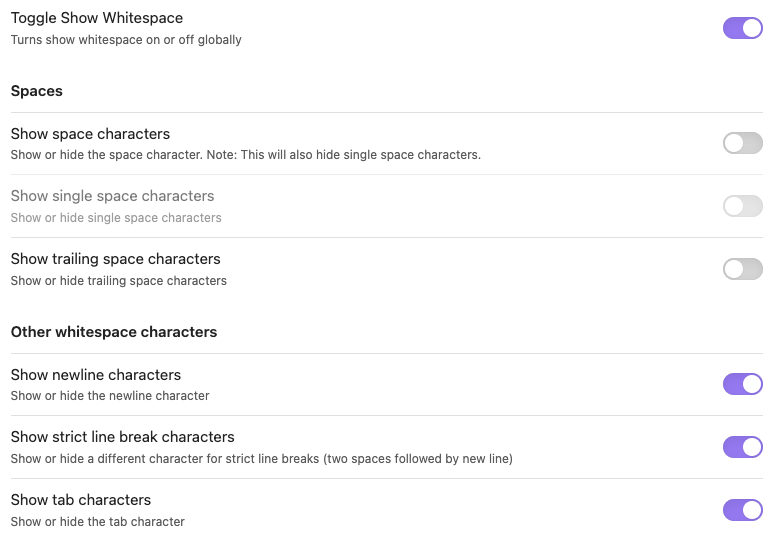 Toggle Show Whitespace
Turns show whitespace on or off globally
Spaces
Show space characters
Show or hide the space character. Note: This will also hide single space characters.
Show single space characters
Show or hide single space characters
Show trailing space characters
Show or hide trailing space characters
Other whitespace characters
Show newline characters
Show or hide the newline character
Show strict line break characters
Show or hide a different character for strict line breaks (two spaces followed by new line)
Show tab characters
Show or hide the tab character